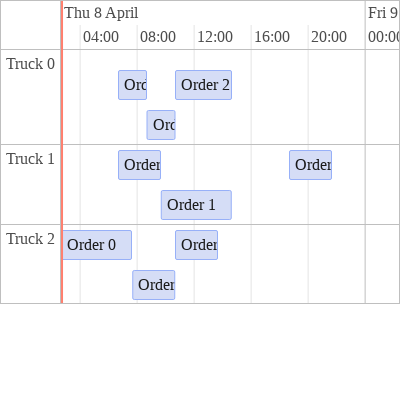 Thu 8 April
Fri 9
04:00 08:00 12:00 16:00 20:00 00:00
Truck 0
Ord
Order 2
Ord
Truck 1
Order
Order
Order 1
Truck 2
Order 0
Order
Order